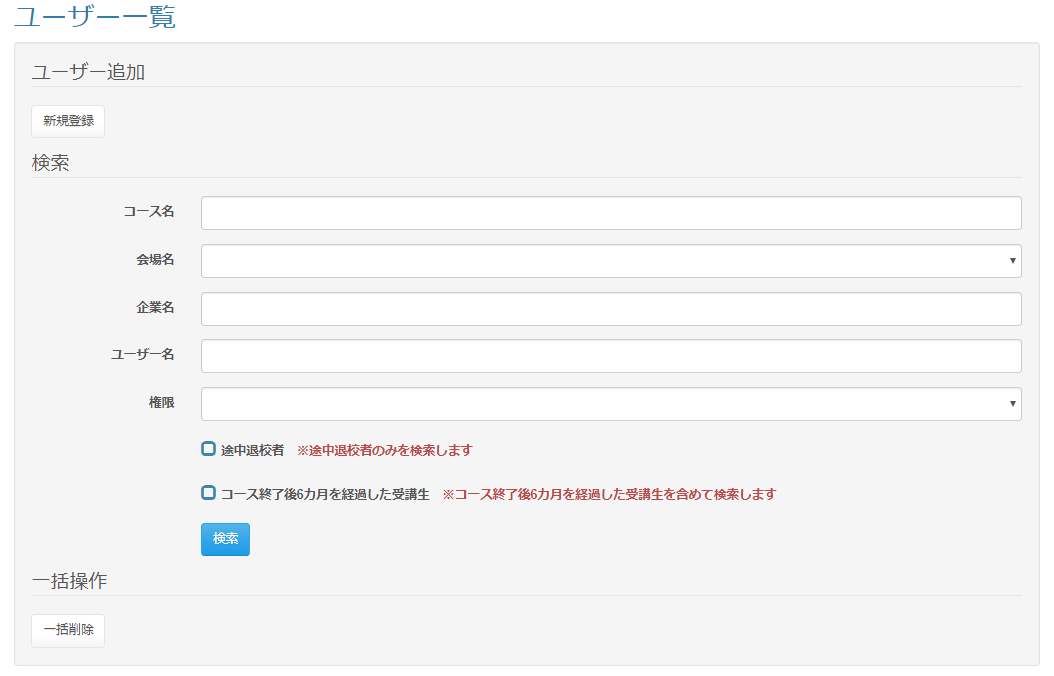 ユーザー一覧
ユーザー追加
新規登録
検索
コース名
会場名
企業名
ユーザー名
権限
途中退校者 ※途中退校者のみを検索します
コース終了後6カ月を経過した受講生 ※コース終了後6カ月を経過した受講生を含めて検索します
検索
一括操作
一括削除